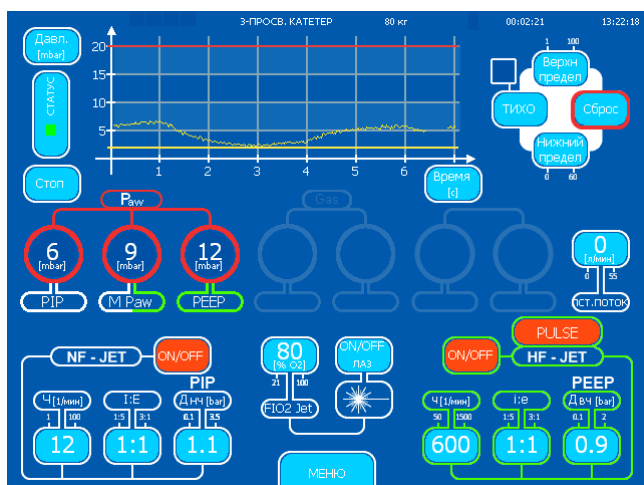 3-ПРОСВ. КАТЕТЕР 80 кг 00:02:21 13:22:18
Давл.
[mbar]
20
15
10
5
СТАТУС
Стоп
1 2 3 4 5 6 7
Время
[c]
1 100
Верхн
предел
ТИХО
Сброс
Нижний
предел
0 60
Paw
Gas
6
[mbar]
9
[mbar]
12
[mbar]
PIP
M Paw
PEEP
0
[л/мин]
0 55
ПСТ.ПОТОК
NF - JET
ON/OFF
PIP
Ч[1/мин]
I:E
Д НЧ [bar]
1 100
1:5 3:1
0.1 3.5
12
1:1
1.1
80
[% O2]
21 100
FIO2 Jet
ON/OFF
ЛАЗ
МЕНЮ
PULSE
ON/OFF
HF - JET
PEEP
Ч[1/мин]
i:e
Д ВЧ [bar]
50 1500
1:5 3:1
0.1 2
600
1:1
0.9